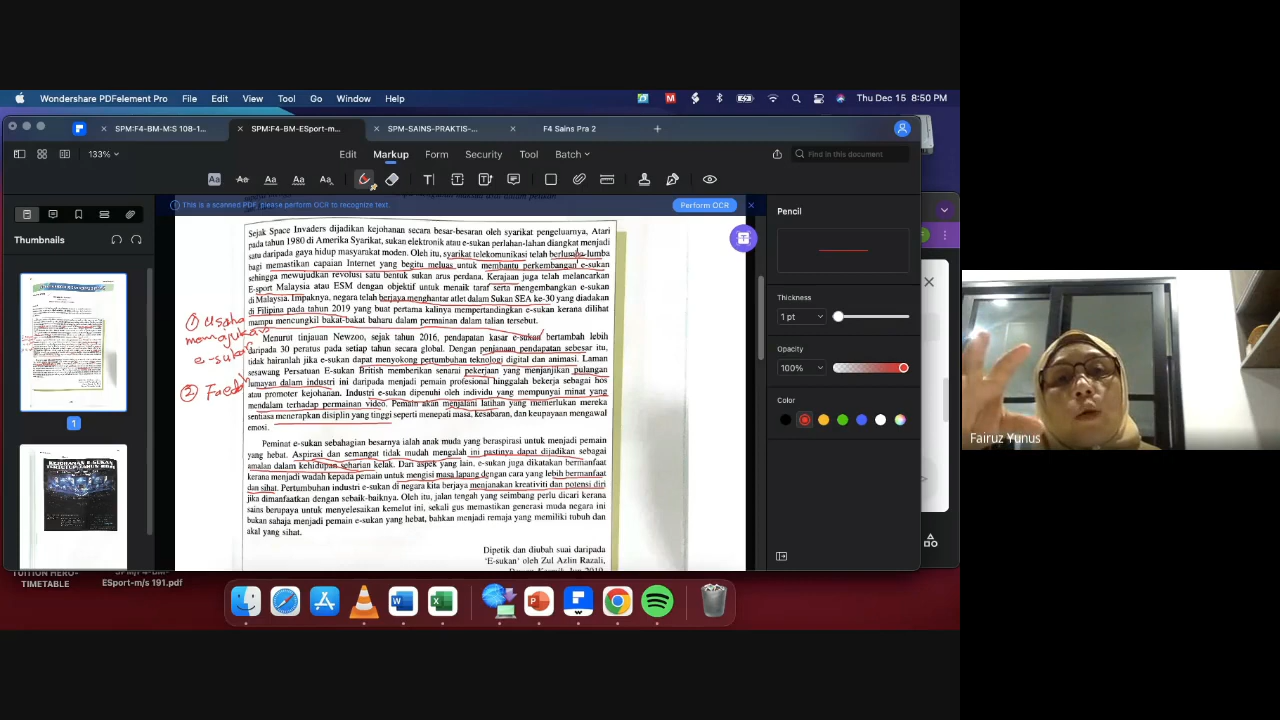 Wondershare PDFelement Pro File Edit View Tool Go Window Help Thu Dec 15 8:50 PM
SPM:F4-BM-M:S 108-1... SPM:F4-BM-ESport-m... SPM-SAINS-PRAKTIS-... F4 Sains Pra 2
133% Edit Markup Form Security Tool Batch Find in this document
This is a scanned PDF, please perform OCR to recognize text. Perform OCR
Thumbnails
1
Sejak Space Invaders dijadikan kejohanan secara besar-besaran oleh syarikat pengeluarnya, Atari
pada tahun 1980 di Amerika Syarikat, sukan elektronik atau e-sukan perlahan-lahan diangkat menjadi
satu daripada gaya hidup masyarakat moden. Oleh itu, syarikat telekomunikasi telah berlumba-lumba
bagi memastikan capaian Internet yang begitu meluas untuk membantu perkembangan e-sukan
sehingga mewujudkan revolusi satu bentuk sukan arus perdana. Kerajaan juga telah melancarkan
E-sport Malaysia atau ESM dengan objektif untuk menaik taraf serta mengembangkan e-sukan
di Malaysia. Impaknya, negara telah berjaya menghantar atlet dalam Sukan SEA ke-30 yang diadakan
di Filipina pada tahun 2019 yang buat pertama kalinya mempertandingkan e-sukan kerana dilihat
mampu mencungkil bakat-bakat baharu dalam permainan dalam talian tersebut.
① Usaha
memajukan
e-sukan
② Faedah
Menurut tinjauan Newzoo, sejak tahun 2016, pendapatan kasar e-sukan bertambah lebih
daripada 30 peratus pada setiap tahun secara global. Dengan penjanaan pendapatan sebesar itu,
tidak hairanlah jika e-sukan dapat menyokong pertumbuhan teknologi digital dan animasi. Laman
sesawang Persatuan E-sukan British memberikan senarai pekerjaan yang menjanjikan pulangan
lumayan dalam industri ini daripada menjadi pemain profesional hinggalah bekerja sebagai hos
atau promoter kejohanan. Industri e-sukan dipenuhi oleh individu yang mempunyai minat yang
mendalam terhadap permainan video. Pemain akan menjalani latihan yang memerlukan mereka
sentiasa menerapkan disiplin yang tinggi seperti menepati masa, kesabaran, dan keupayaan mengawal
emosi.
Peminat e-sukan sebahagian besarnya ialah anak muda yang beraspirasi untuk menjadi pemain
yang hebat. Aspirasi dan semangat tidak mudah mengalah ini pastinya dapat dijadikan sebagai
amalan dalam kehidupan seharian kelak. Dari aspek yang lain, e-sukan juga dikatakan bermanfaat
kerana menjadi wadah kepada pemain untuk mengisi masa lapang dengan cara yang lebih bermanfaat
dan sihat. Pertumbuhan industri e-sukan di negara kita berjaya menjanakan kreativiti dan potensi diri
jika dimanfaatkan dengan sebaik-baiknya. Oleh itu, jalan tengah yang seimbang perlu dicari kerana
sains berupaya untuk menyelesaikan kemelut ini, sekali gus memastikan generasi muda negara ini
bukan sahaja menjadi pemain e-sukan yang hebat, bahkan menjadi remaja yang memiliki tubuh dan
akal yang sihat.
Dipetik dan diubah suai daripada
'E-sukan' oleh Zul Azlin Razali,
Pencil
Thickness
1 pt
Opacity
100%
Color
Fairuz Yunus
TUITION HERO-
TIMETABLE
ESport-m/s 191.pdf